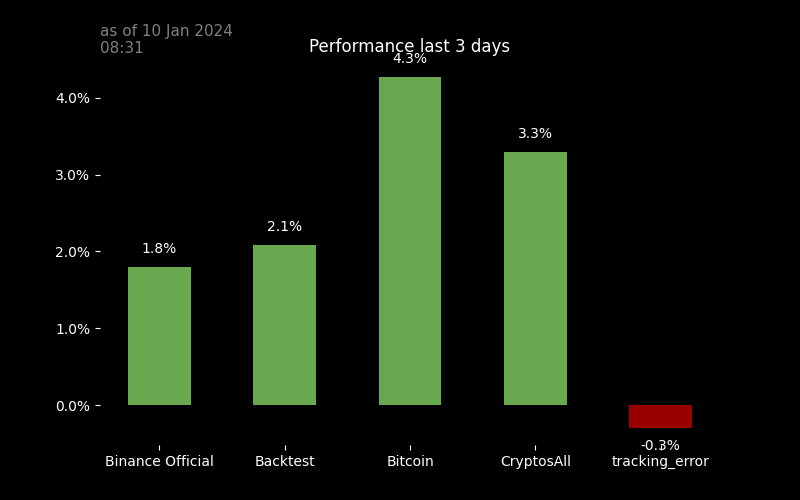 as of 10 Jan 2024
08:31
Performance last 3 days
4.3%
4.0%
3.3%
3.0%
2.1%
2.0%
1.8%
1.0%
0.0%
-0.3%
Binance Official
Backtest
Bitcoin
CryptosAll
tracking_error